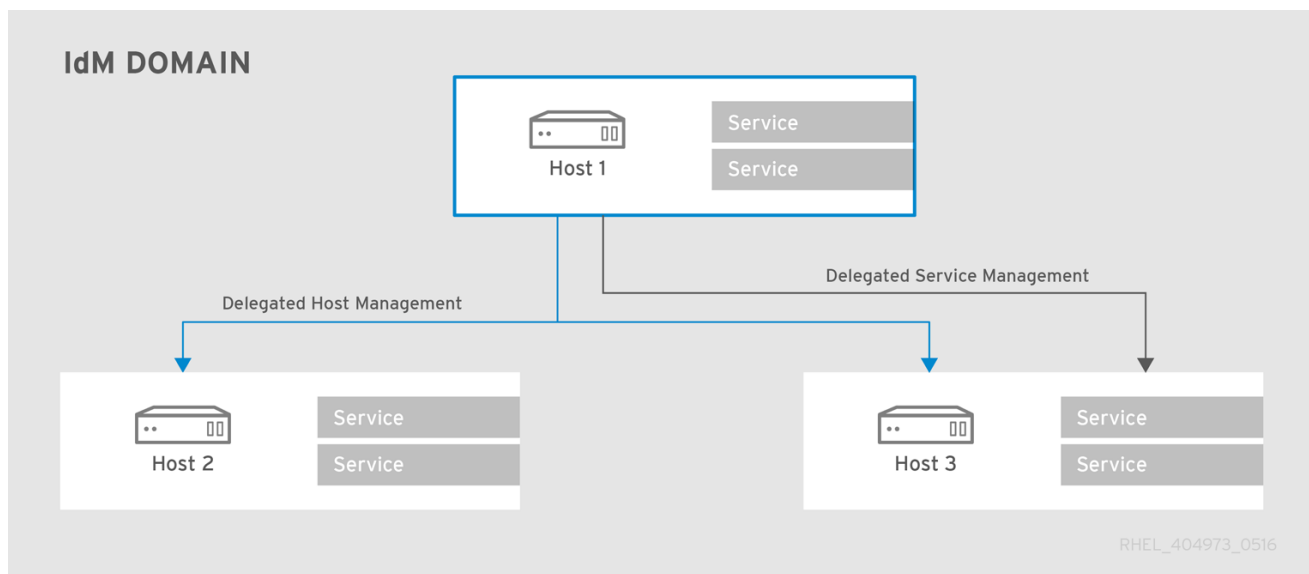 IdM DOMAIN
Service
Service
Host 1
Delegated Service Management
Delegated Host Management
Service
Service
Host 2
Service
Service
Host 3
RHEL_404973_0516